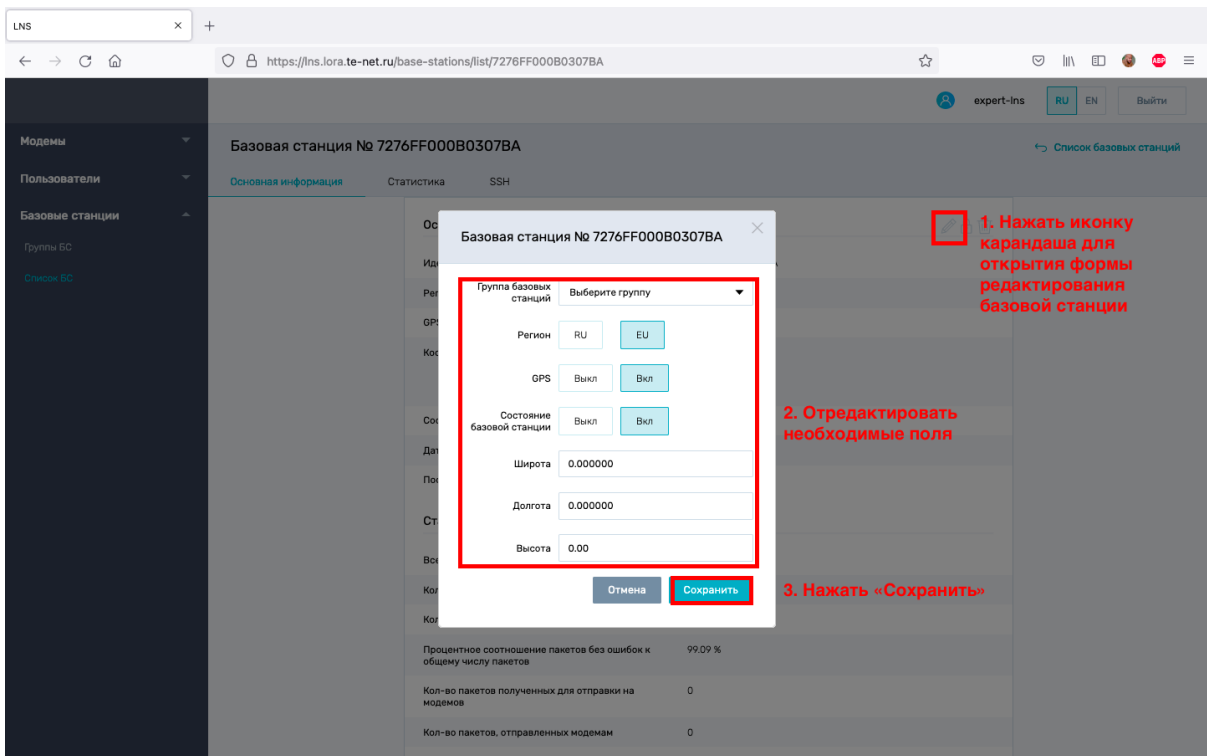 LNS
https://lns.lora.te-net.ru/base-stations/list/7276FF000B0307BA
ABP
expert-lns
RU
EN
Выйти
Модемы
Пользователи
Базовые станции
Группы БС
Список БС
Базовая станция № 7276FF000B0307BA
Список базовых станций
Основная информация
Статистика
SSH
1. Нажать иконку
карандаша для
открытия формы
редактирования
базовой станции
Базовая станция № 7276FF000B0307BA
Группа базовых
станций
Выберите группу
Регион
RU
EU
GPS
Выкл
Вкл
Состояние
базовой станции
Выкл
Вкл
2. Отредактировать
необходимые поля
Широта
0.000000
Долгота
0.000000
Высота
0.00
Отмена
Сохранить
3. Нажать «Сохранить»
Процентное соотношение пакетов без ошибок к
общему числу пакетов
99.09 %
Кол-во пакетов полученных для отправки на
модемов
0
Кол-во пакетов, отправленных модемам
0